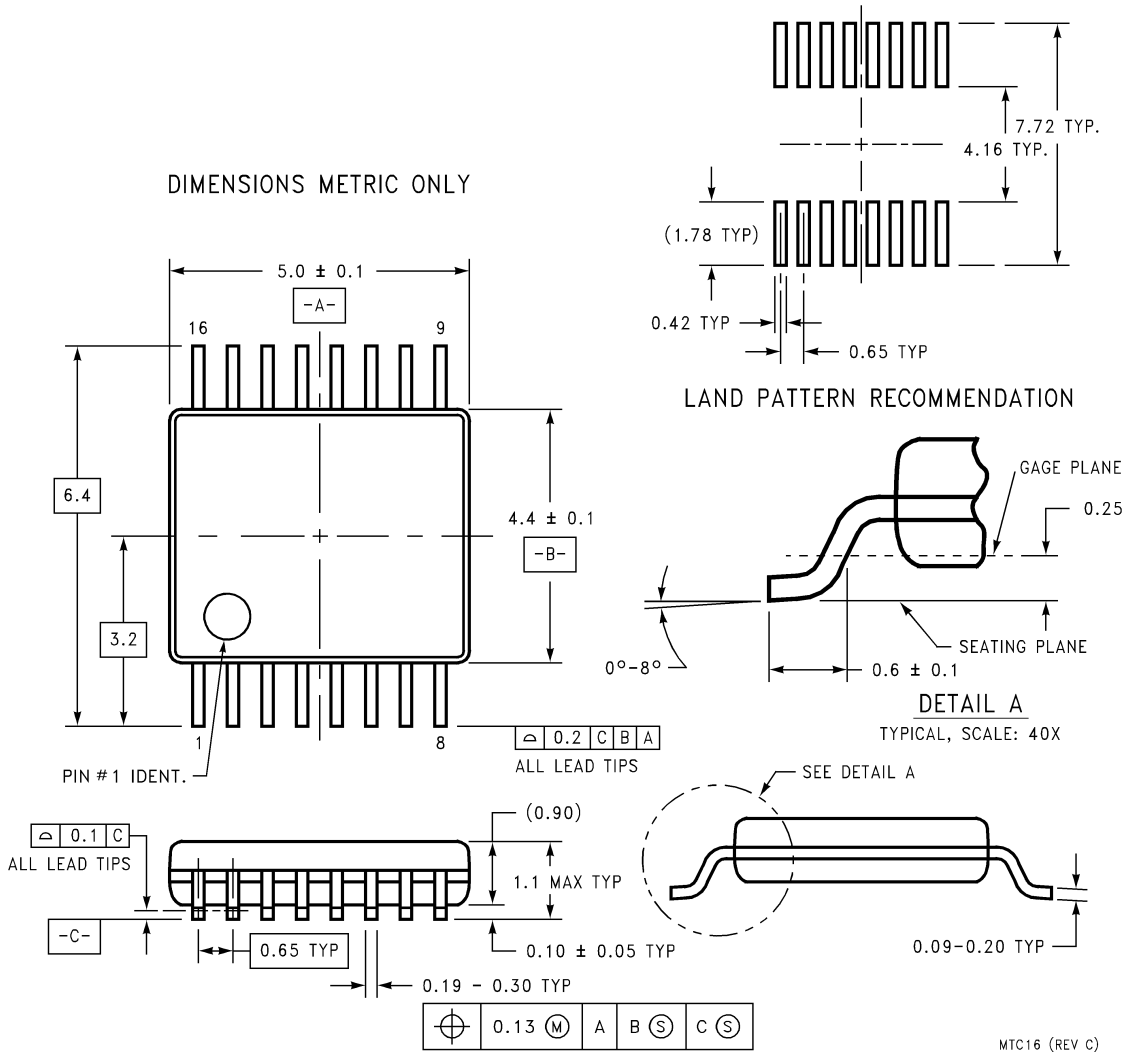 7.72 TYP.
4.16 TYP.
DIMENSIONS METRIC ONLY
(1.78 TYP)
0.42 TYP
0.65 TYP
LAND PATTERN RECOMMENDATION
5.0 ± 0.1
-A-
16
9
6.4
4.4 ± 0.1
-B-
3.2
1
8
PIN #1 IDENT.
⌓ 0.2 C B A
ALL LEAD TIPS
GAGE PLANE
0.25
SEATING PLANE
0°-8°
0.6 ± 0.1
DETAIL A
TYPICAL, SCALE: 40X
SEE DETAIL A
(0.90)
⌓ 0.1 C
ALL LEAD TIPS
1.1 MAX TYP
-C-
0.65 TYP
0.10 ± 0.05 TYP
0.19 - 0.30 TYP
0.09-0.20 TYP
⌖ 0.13 Ⓜ A B Ⓢ C Ⓢ
MTC16 (REV C)